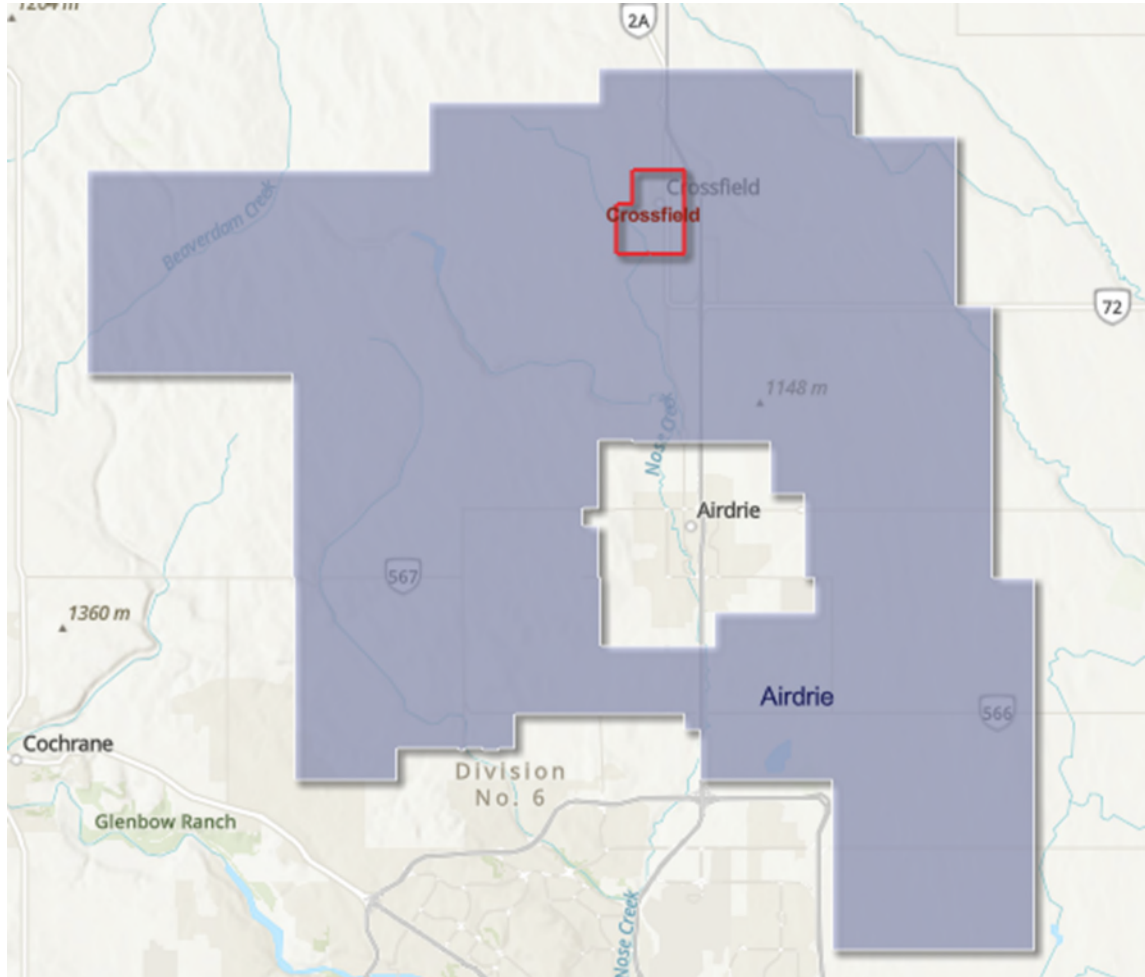 1204 m
2A
Crossfield
Crossfield
Beaverdam Creek
72
1148 m
Nose Creek
Airdrie
567
1360 m
Airdrie
566
Cochrane
Division
No. 6
Glenbow Ranch
Nose Creek